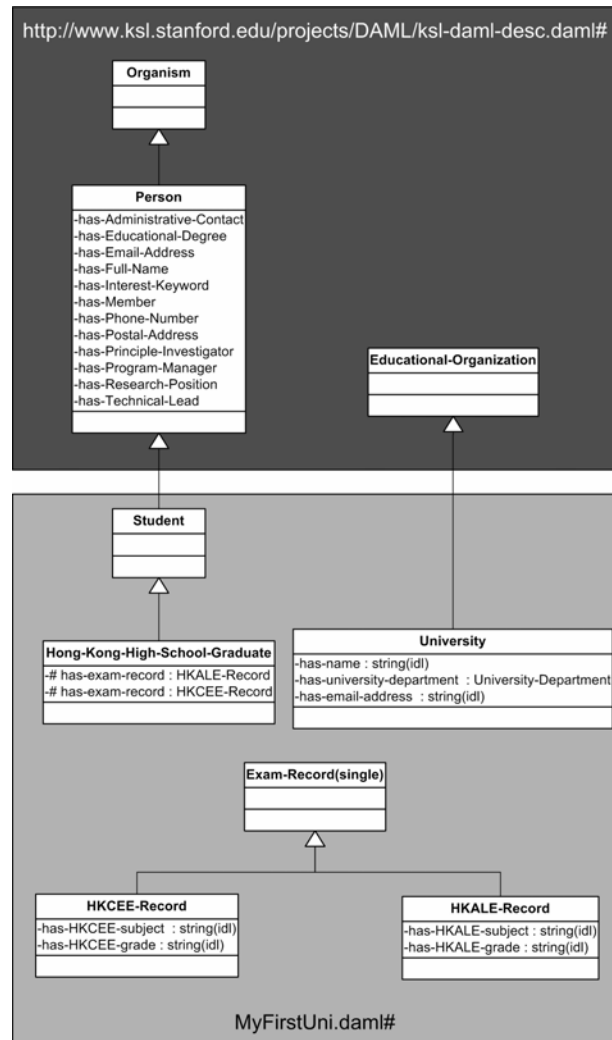 http://www.ksl.stanford.edu/projects/DAML/ksl-daml-desc.daml#
Organism
Person
-has-Administrative-Contact
-has-Educational-Degree
-has-Email-Address
-has-Full-Name
-has-Interest-Keyword
-has-Member
-has-Phone-Number
-has-Postal-Address
-has-Principle-Investigator
-has-Program-Manager
-has-Research-Position
-has-Technical-Lead
Educational-Organization
Student
Hong-Kong-High-School-Graduate
-# has-exam-record : HKALE-Record
-# has-exam-record : HKCEE-Record
University
-has-name : string(idl)
-has-university-department : University-Department
-has-email-address : string(idl)
Exam-Record(single)
HKCEE-Record
-has-HKCEE-subject : string(idl)
-has-HKCEE-grade : string(idl)
HKALE-Record
-has-HKALE-subject : string(idl)
-has-HKALE-grade : string(idl)
MyFirstUni.daml#